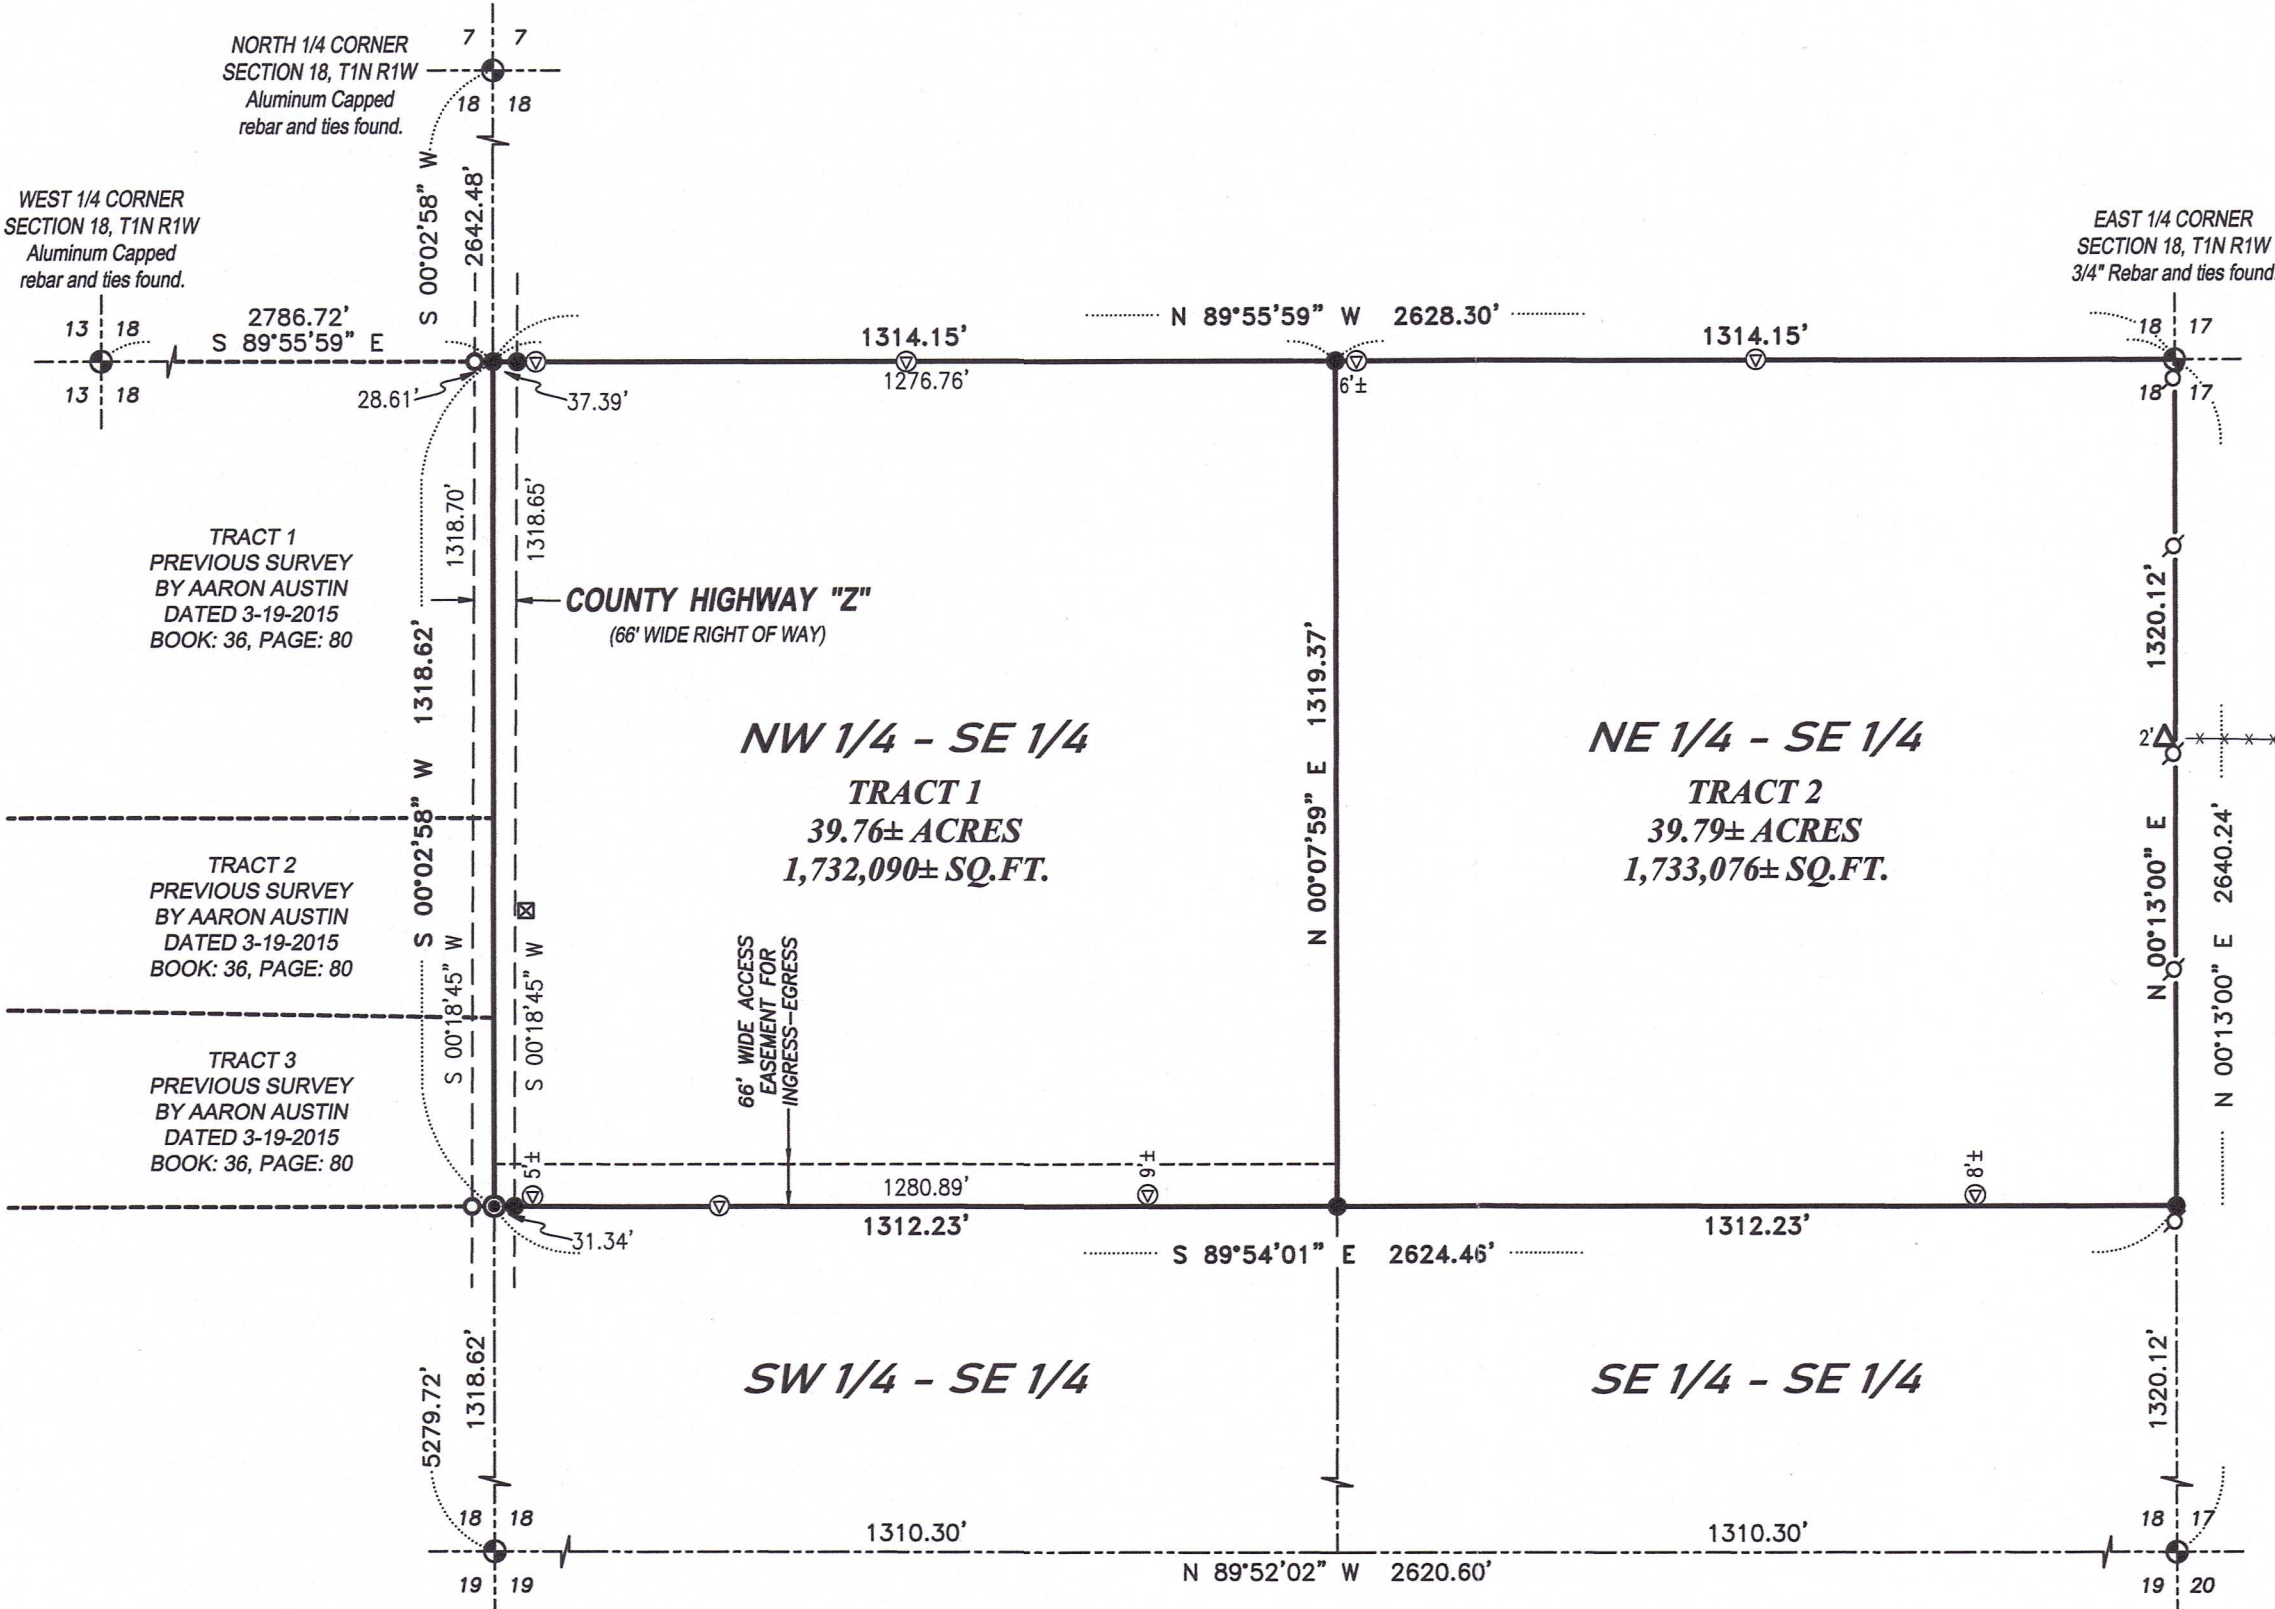 7 7
NORTH 1/4 CORNER
SECTION 18, T1N R1W
Aluminum Capped
rebar and ties found.
18 18
S 00°02'58" W
2642.48'
WEST 1/4 CORNER
SECTION 18, T1N R1W
Aluminum Capped
rebar and ties found.
EAST 1/4 CORNER
SECTION 18, T1N R1W
3/4" Rebar and ties found.
13 18
13 18
2786.72'
S 89°55'59" E
N 89°55'59" W 2628.30'
1314.15'
1314.15'
18 17
18 17
1276.76'
6'±
28.61'
37.39'
1318.70'
1318.65'
TRACT 1
PREVIOUS SURVEY
BY AARON AUSTIN
DATED 3-19-2015
BOOK: 36, PAGE: 80
COUNTY HIGHWAY "Z"
(66' WIDE RIGHT OF WAY)
S 00°02'58" W 1318.62'
NW 1/4 - SE 1/4
TRACT 1
39.76± ACRES
1,732,090± SQ.FT.
N 00°07'59" E 1319.37'
NE 1/4 - SE 1/4
TRACT 2
39.79± ACRES
1,733,076± SQ.FT.
1320.12'
2'
N 00°13'00" E
N 00°13'00" E 2640.24'
TRACT 2
PREVIOUS SURVEY
BY AARON AUSTIN
DATED 3-19-2015
BOOK: 36, PAGE: 80
S 00°18'45" W
S 00°18'45" W
66' WIDE ACCESS
EASEMENT FOR
INGRESS-EGRESS
TRACT 3
PREVIOUS SURVEY
BY AARON AUSTIN
DATED 3-19-2015
BOOK: 36, PAGE: 80
5'±
9'±
8'±
1280.89'
1312.23'
1312.23'
31.34'
S 89°54'01" E 2624.46'
SW 1/4 - SE 1/4
SE 1/4 - SE 1/4
5279.72'
1318.62'
1320.12'
18 18
18 17
1310.30'
1310.30'
N 89°52'02" W 2620.60'
19 19
19 20